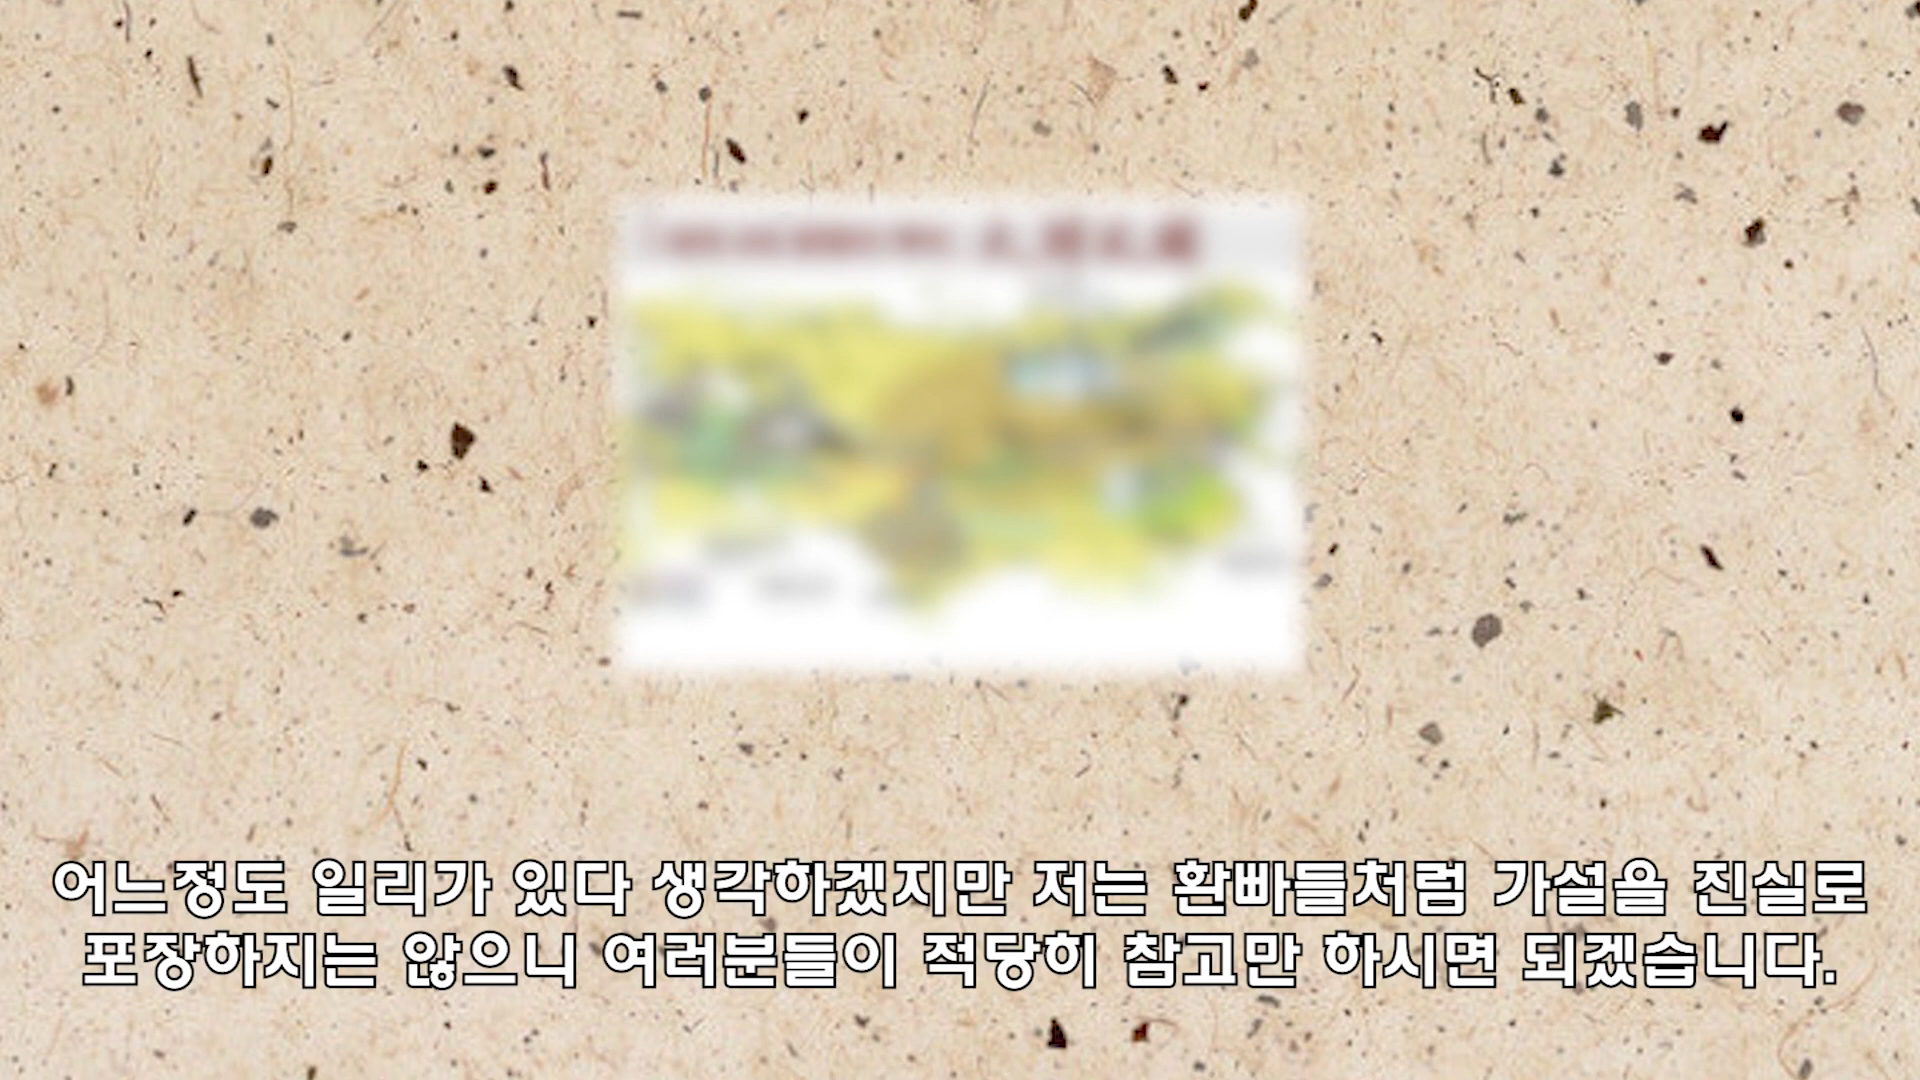 어느정도 일리가 있다 생각하겠지만 저는 환빠들처럼 가설을 진실로
포장하지는 않으니 여러분들이 적당히 참고만 하시면 되겠습니다.